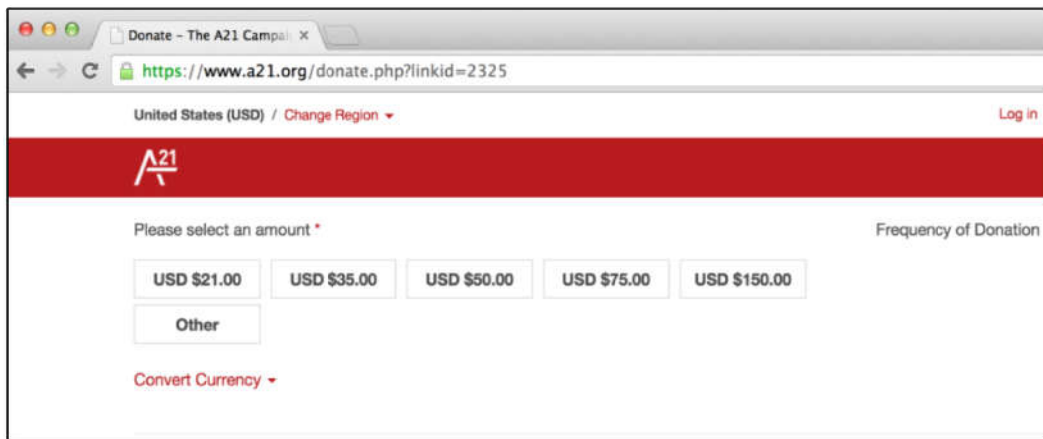 Donate – The A21 Campai
https://www.a21.org/donate.php?linkid=2325
United States (USD) / Change Region
Log in
A21
Please select an amount *
Frequency of Donation
USD $21.00 USD $35.00 USD $50.00 USD $75.00 USD $150.00
Other
Convert Currency